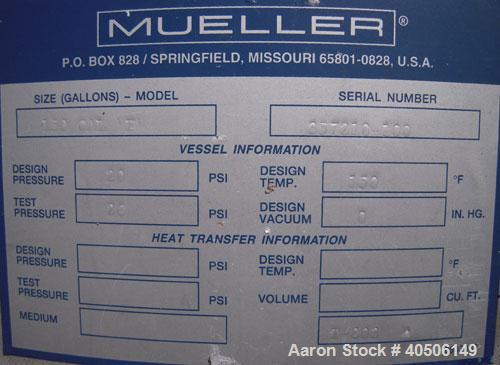 MUELLER®
P.O. BOX 828 / SPRINGFIELD, MISSOURI 65801-0828, U.S.A.
SIZE (GALLONS) - MODEL SERIAL NUMBER
VESSEL INFORMATION
DESIGN PRESSURE 20 PSI DESIGN TEMP. 350 °F
TEST PRESSURE PSI DESIGN VACUUM 0 IN. HG.
HEAT TRANSFER INFORMATION
DESIGN PRESSURE PSI DESIGN TEMP. °F
TEST PRESSURE PSI VOLUME CU. FT.
MEDIUM
Aaron Stock # 40506149